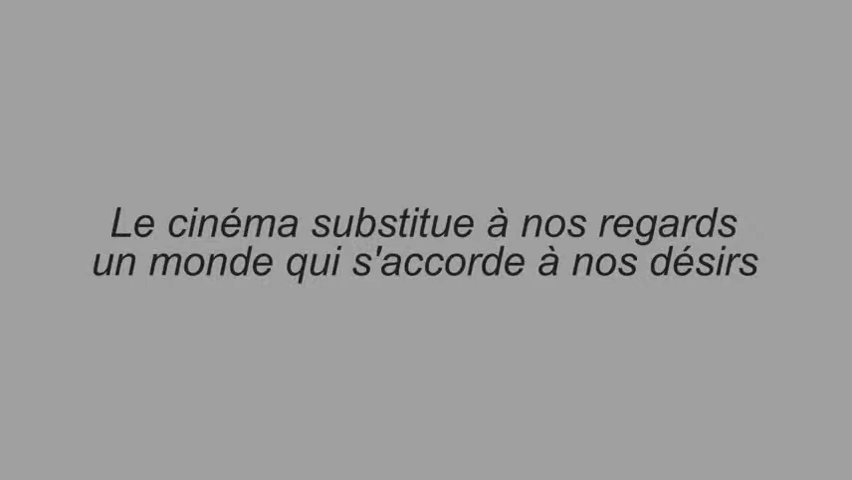 Le cinéma substitue à nos regards
un monde qui s'accorde à nos désirs